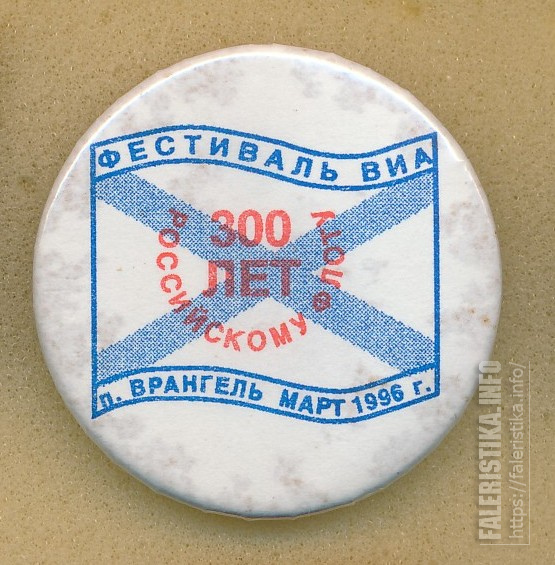 ФЕСТИВАЛЬ ВИА
300
ЛЕТ
РОССИЙСКОМУ ФЛОТУ
п. ВРАНГЕЛЬ МАРТ 1996 г.
FALERISTIKA.INFO
https://faleristika.info/